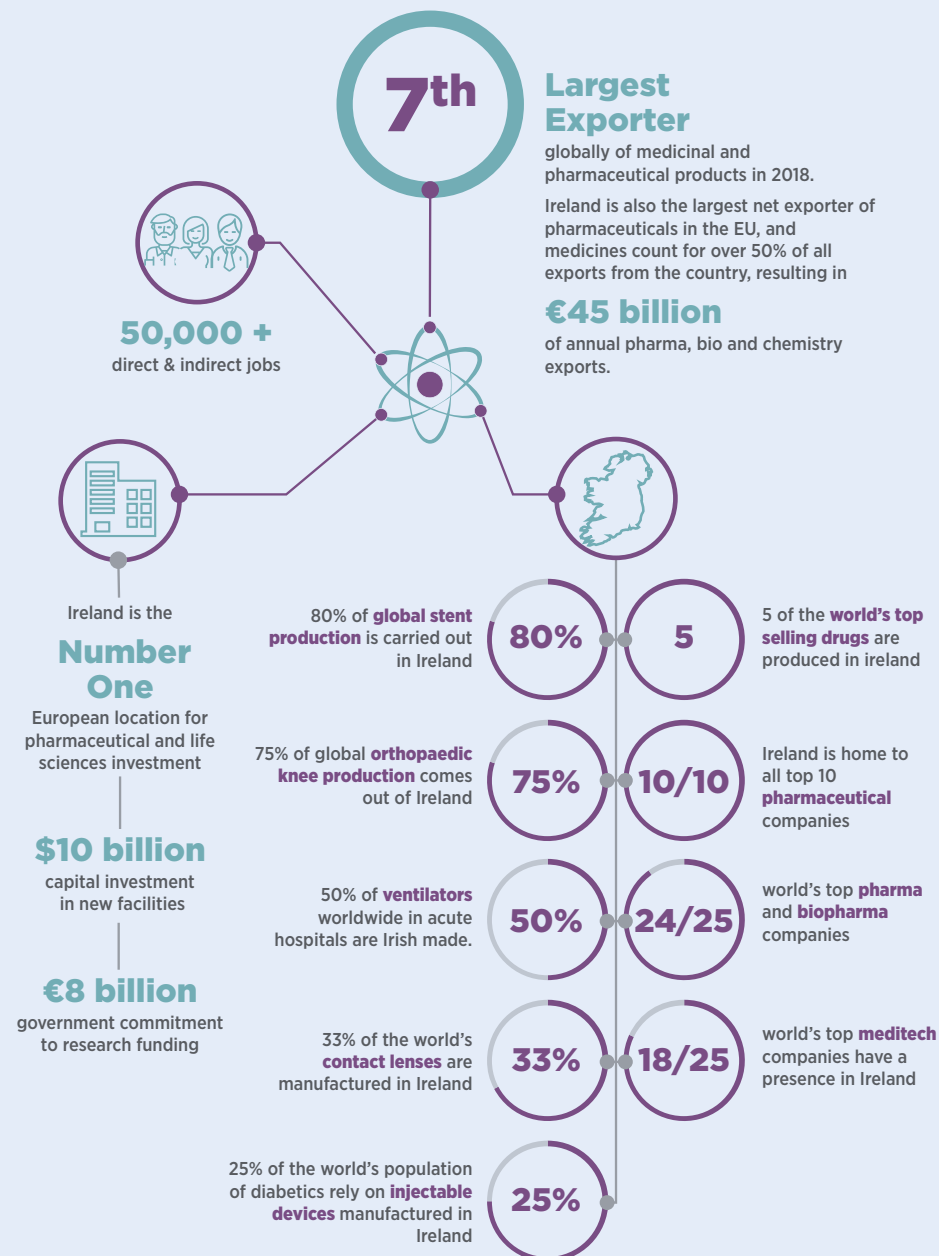 7th
Largest
Exporter
globally of medicinal and
pharmaceutical products in 2018.
Ireland is also the largest net exporter of
pharmaceuticals in the EU, and
medicines count for over 50% of all
exports from the country, resulting in
€45 billion
of annual pharma, bio and chemistry
exports.
50,000 +
direct & indirect jobs
Ireland is the
Number
One
European location for
pharmaceutical and life
sciences investment
$10 billion
capital investment
in new facilities
€8 billion
government commitment
to research funding
80% of global stent
production is carried out
in Ireland
80%
5
5 of the world's top
selling drugs are
produced in ireland
75% of global orthopaedic
knee production comes
out of Ireland
75%
10/10
Ireland is home to
all top 10
pharmaceutical
companies
50% of ventilators
worldwide in acute
hospitals are Irish made.
50%
24/25
world's top pharma
and biopharma
companies
33% of the world's
contact lenses are
manufactured in Ireland
33%
18/25
world's top meditech
companies have a
presence in Ireland
25% of the world's population
of diabetics rely on injectable
devices manufactured in
Ireland
25%